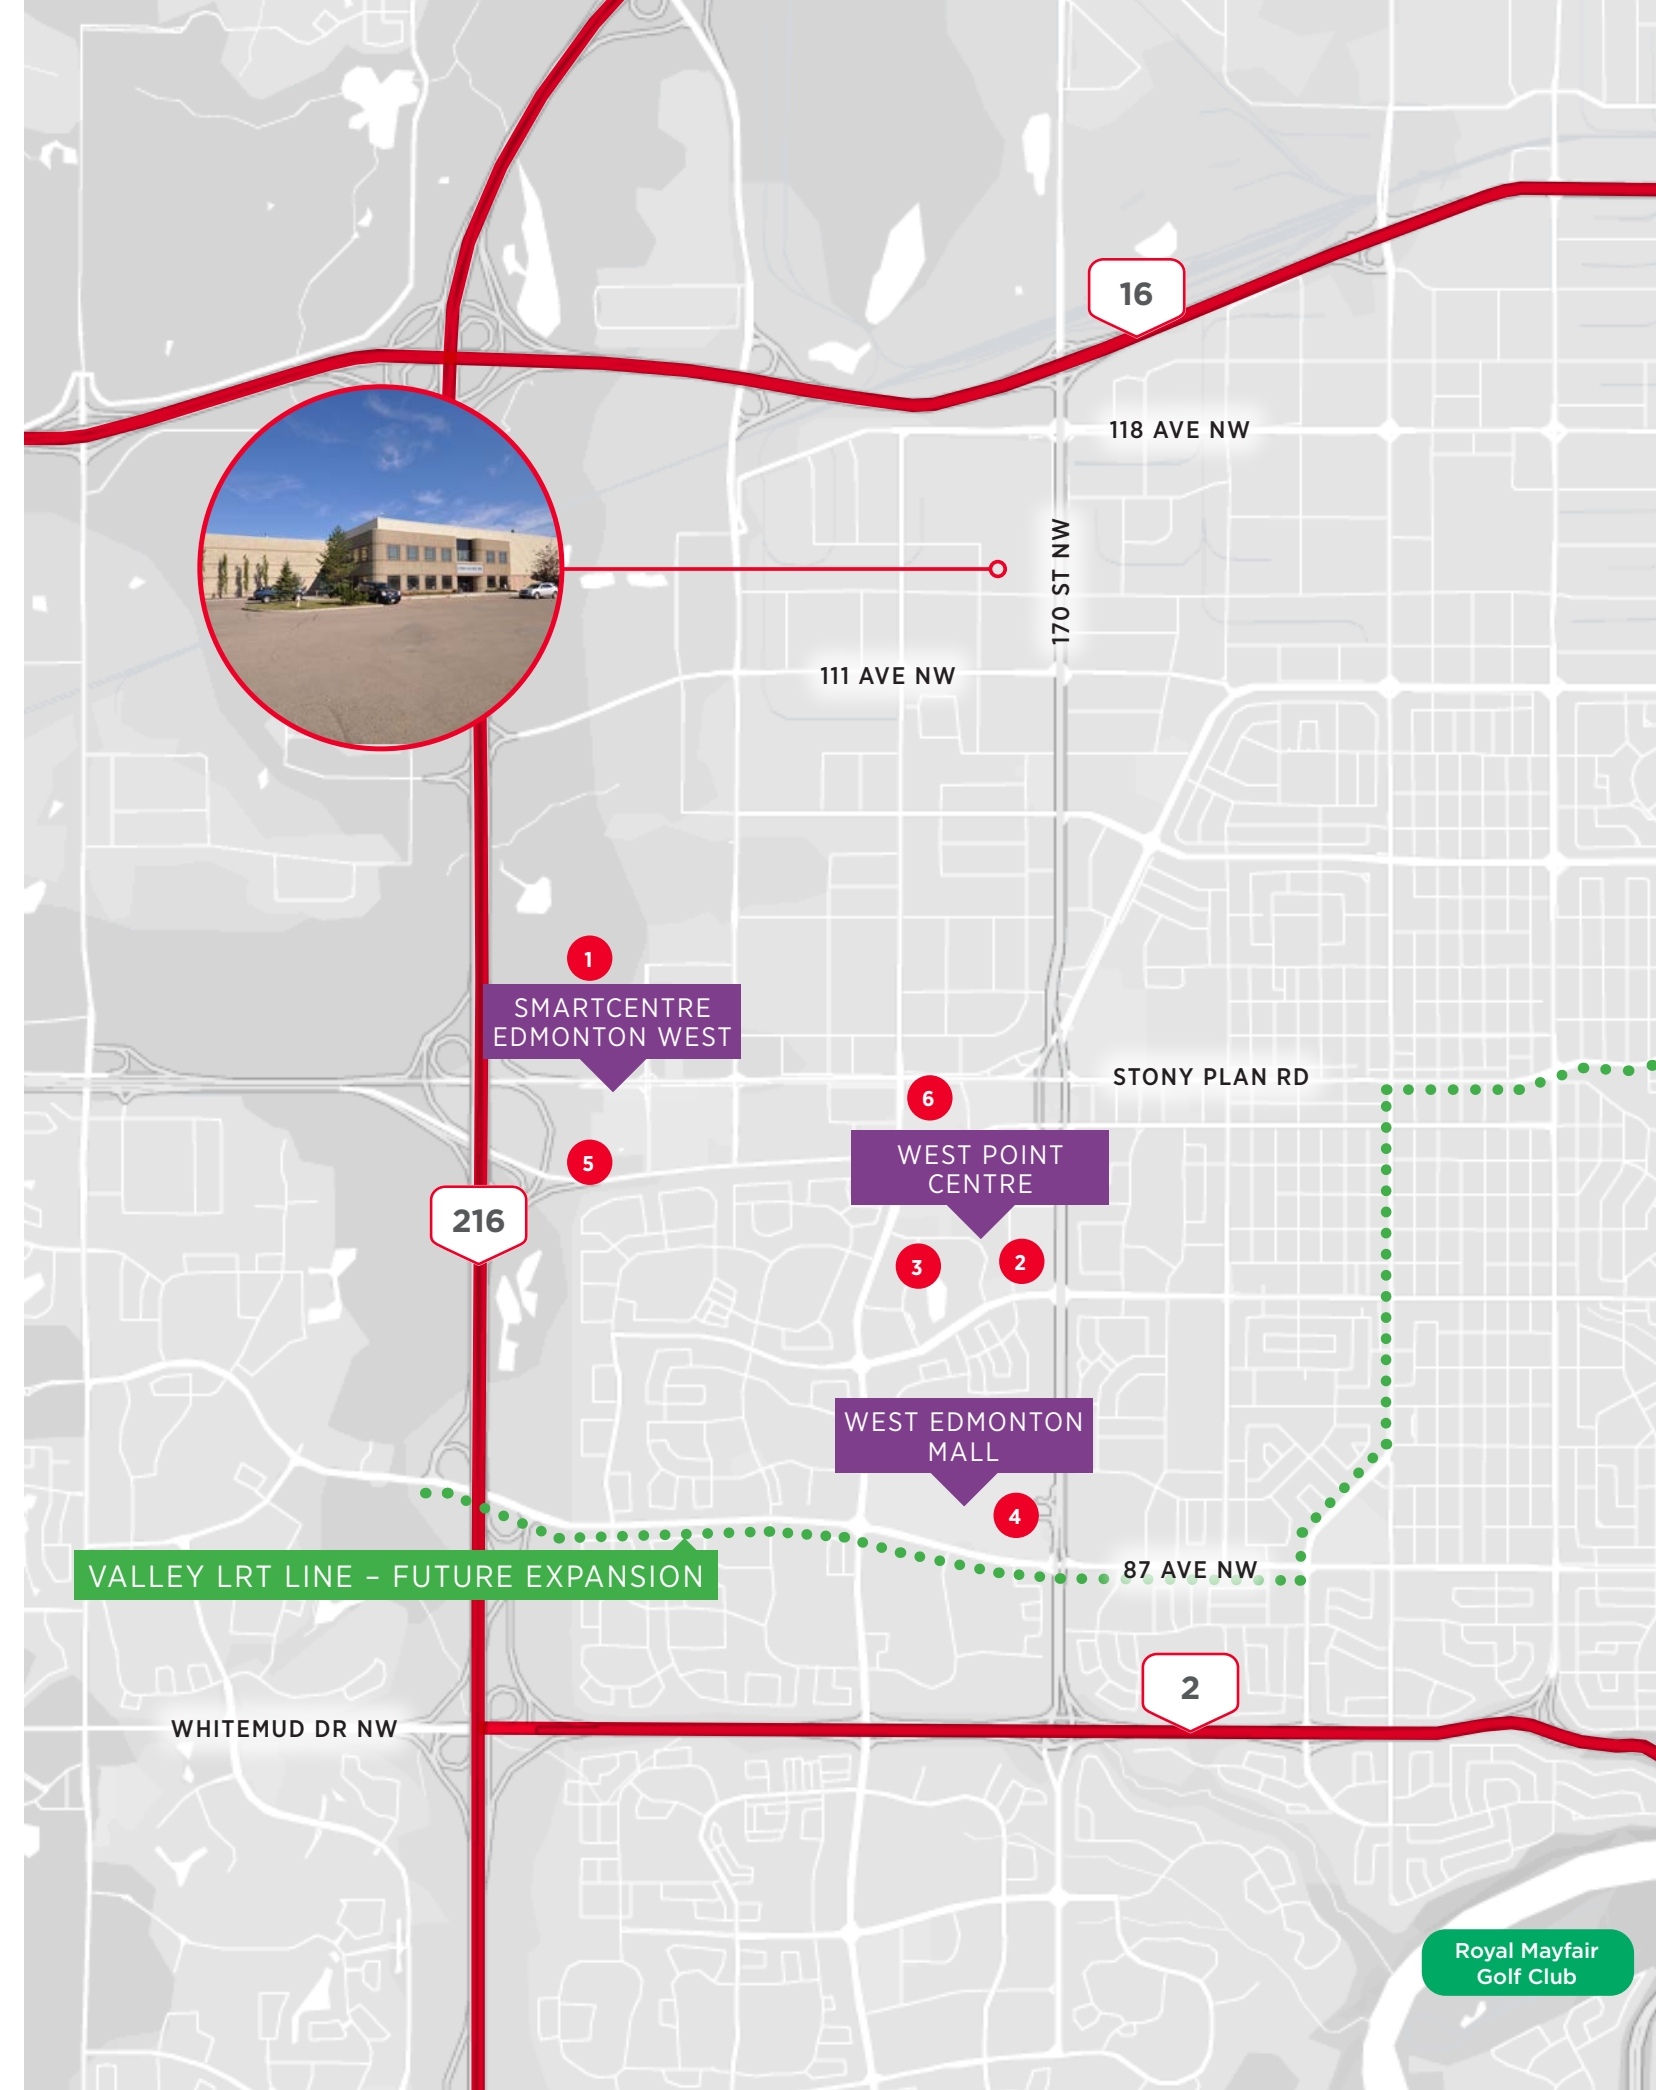 16
118 AVE NW
170 ST NW
111 AVE NW
1
SMARTCENTRE
EDMONTON WEST
STONY PLAN RD
6
WEST POINT
CENTRE
5
216
3
2
WEST EDMONTON
MALL
4
87 AVE NW
VALLEY LRT LINE – FUTURE EXPANSION
2
WHITEMUD DR NW
Royal Mayfair
Golf Club